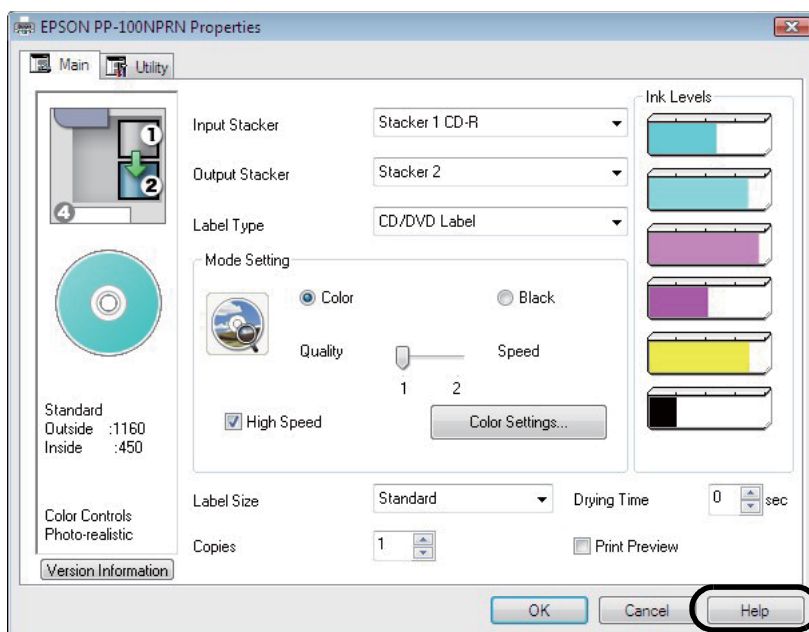 EPSON PP-100NPRN Properties
Main
Utility
1
2
4
Standard
Outside :1160
Inside :450
Color Controls
Photo-realistic
Version Information
Input Stacker
Stacker 1 CD-R
Output Stacker
Stacker 2
Label Type
CD/DVD Label
Mode Setting
Color
Black
Quality
Speed
1 2
High Speed
Color Settings...
Label Size
Standard
Drying Time
0
sec
Copies
1
Print Preview
Ink Levels
OK
Cancel
Help